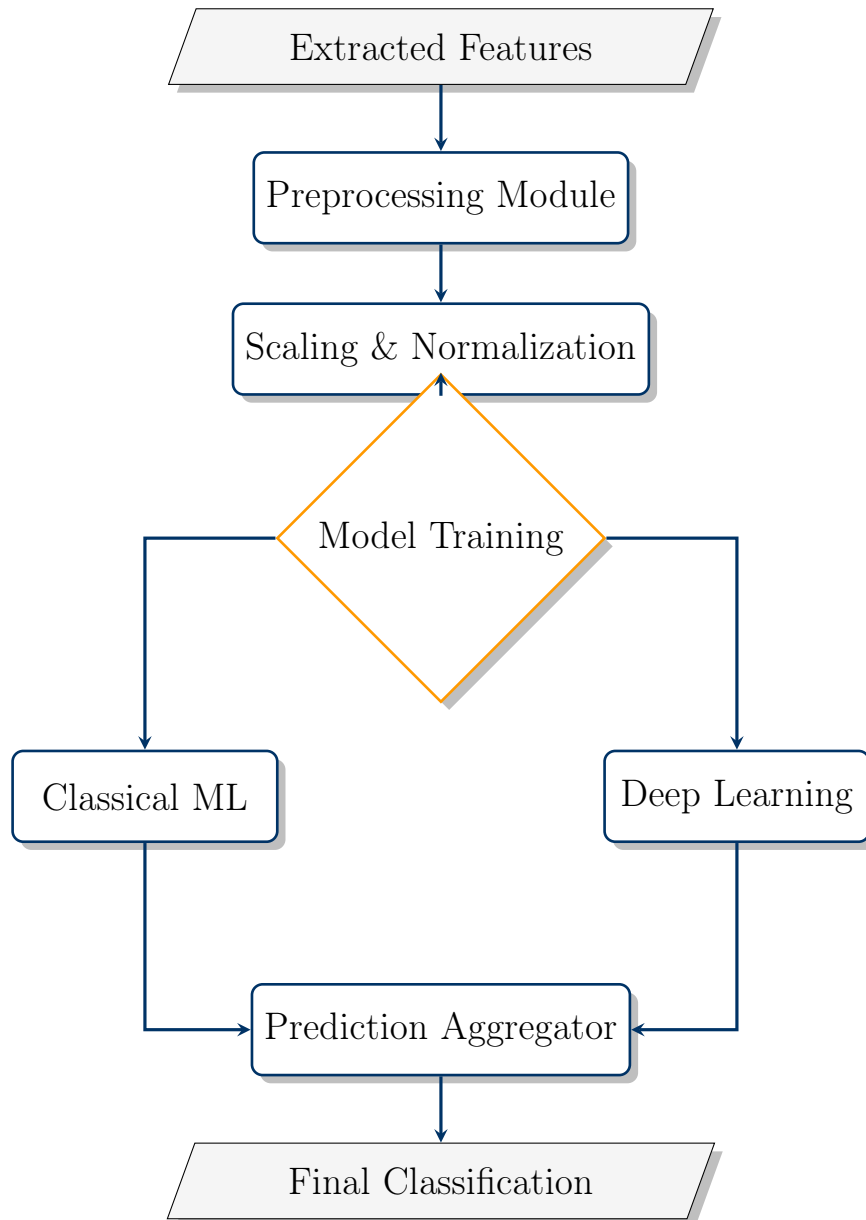 Extracted Features
Preprocessing Module
Scaling & Normalization
Model Training
Classical ML
Deep Learning
Prediction Aggregator
Final Classification